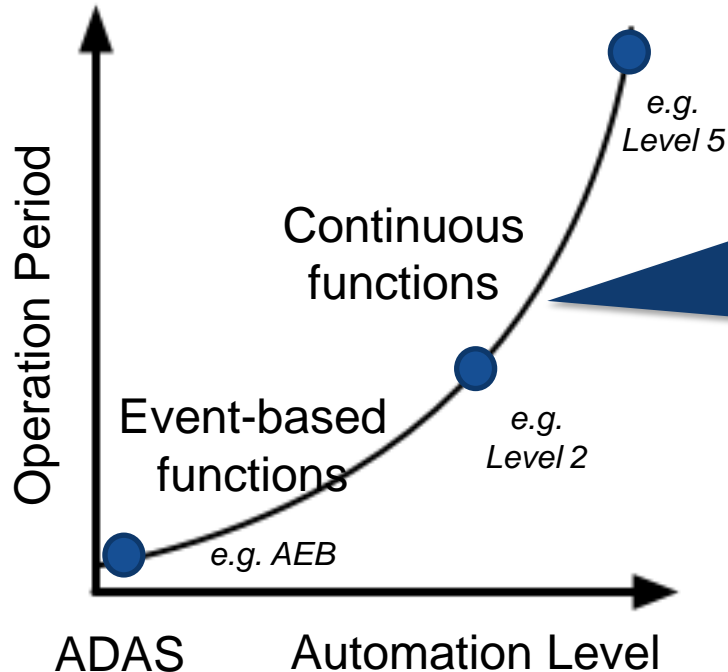 Operation Period
e.g.
Level 5
Continuous
functions
Event-based
functions
e.g.
Level 2
e.g. AEB
ADAS
Automation Level